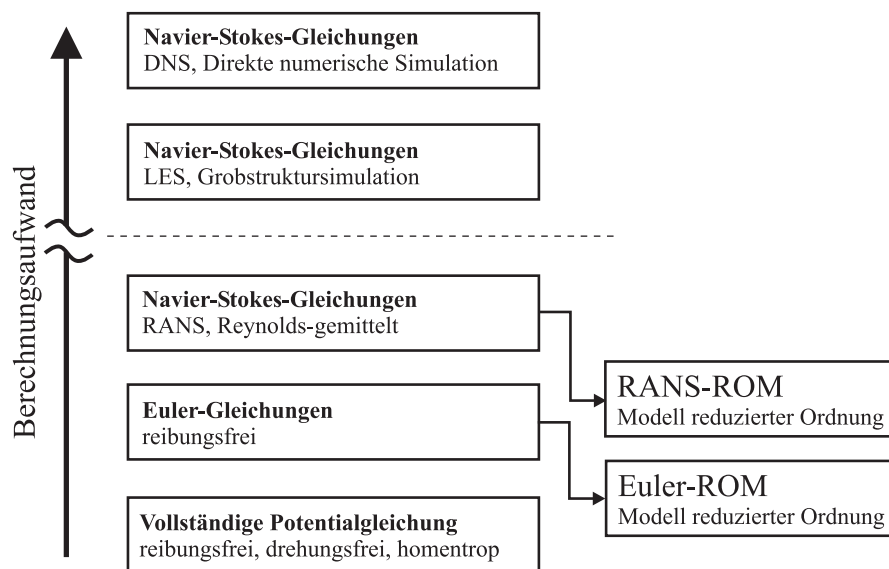 Berechnungsaufwand
Navier-Stokes-Gleichungen
DNS, Direkte numerische Simulation
Navier-Stokes-Gleichungen
LES, Grobstruktursimulation
Navier-Stokes-Gleichungen
RANS, Reynolds-gemittelt
Euler-Gleichungen
reibungsfrei
Vollständige Potentialgleichung
reibungsfrei, drehungsfrei, homentrop
RANS-ROM
Modell reduzierter Ordnung
Euler-ROM
Modell reduzierter Ordnung